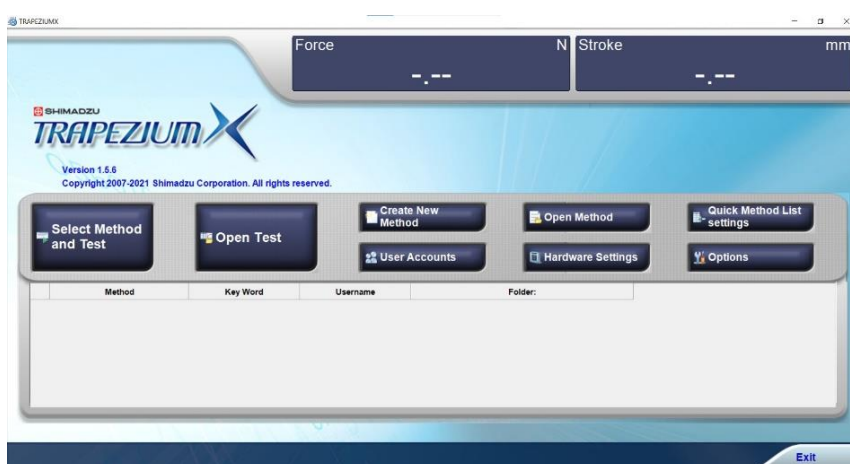 TRAPEZIUMX
Force N Stroke mm
-.-- -.--
SHIMADZU
TRAPEZIUM X
Version 1.5.6
Copyright 2007-2021 Shimadzu Corporation. All rights reserved.
Select Method
and Test
Open Test
Create New
Method
Open Method
Quick Method List
settings
User Accounts
Hardware Settings
Options
Method Key Word Username Folder:
Exit